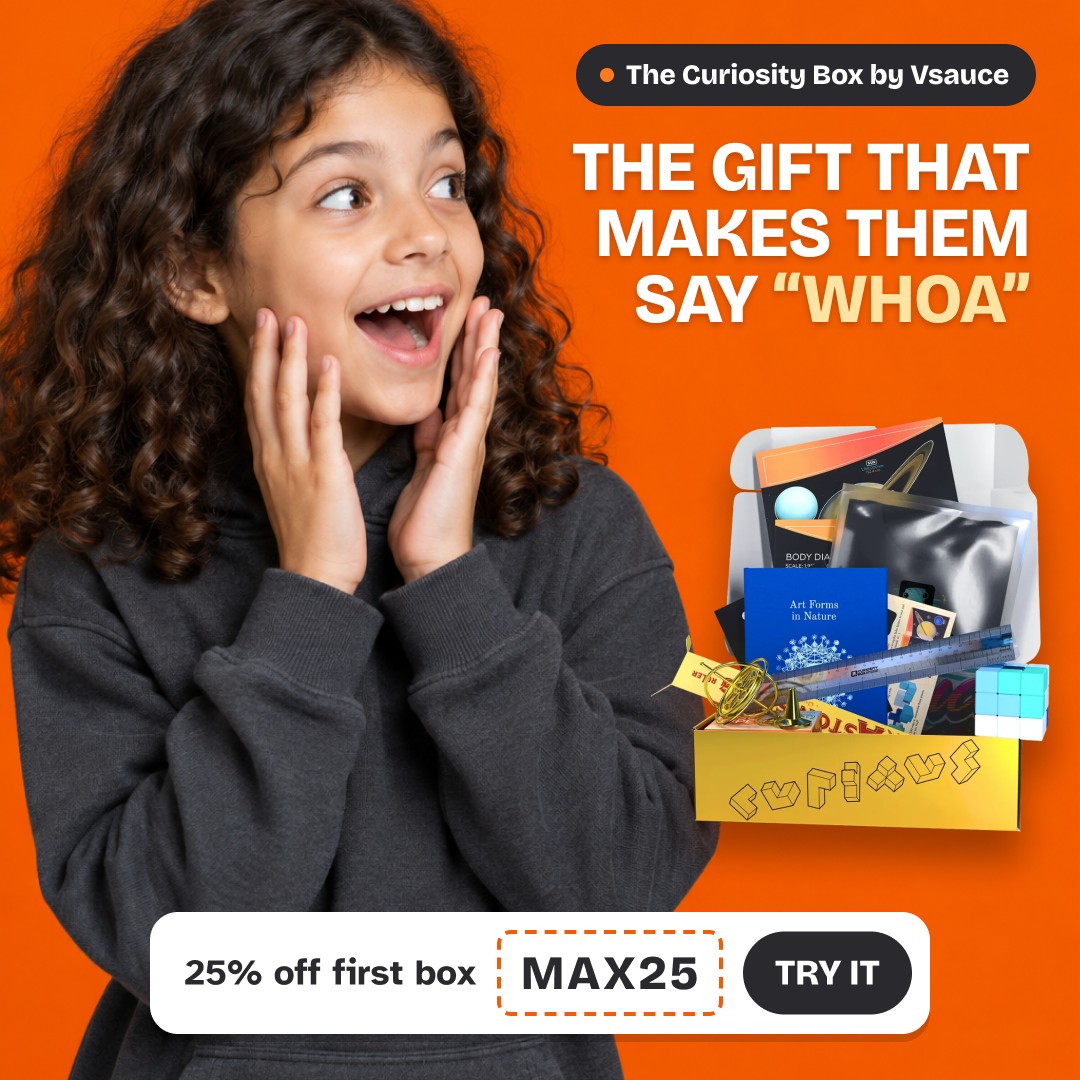 The Curiosity Box by Vsauce
THE GIFT THAT
MAKES THEM
SAY “WHOA”
BODY DIA
Art Forms
in Nature
curious
25% off first box
MAX25
TRY IT